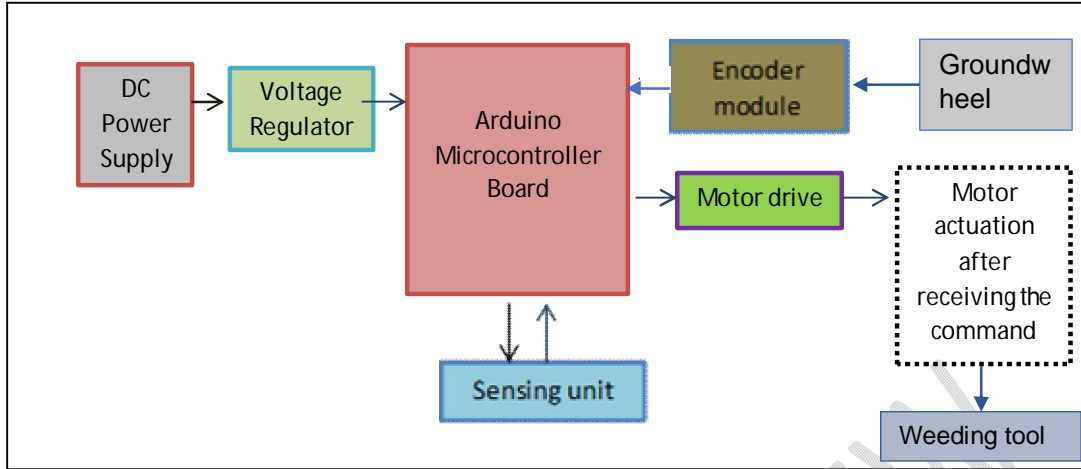 DC
Power
Supply
Voltage
Regulator
Arduino
Microcontroller
Board
Encoder
module
Groundw
heel
Motor drive
Motor
actuation
after
receiving the
command
Sensing unit
Weeding tool